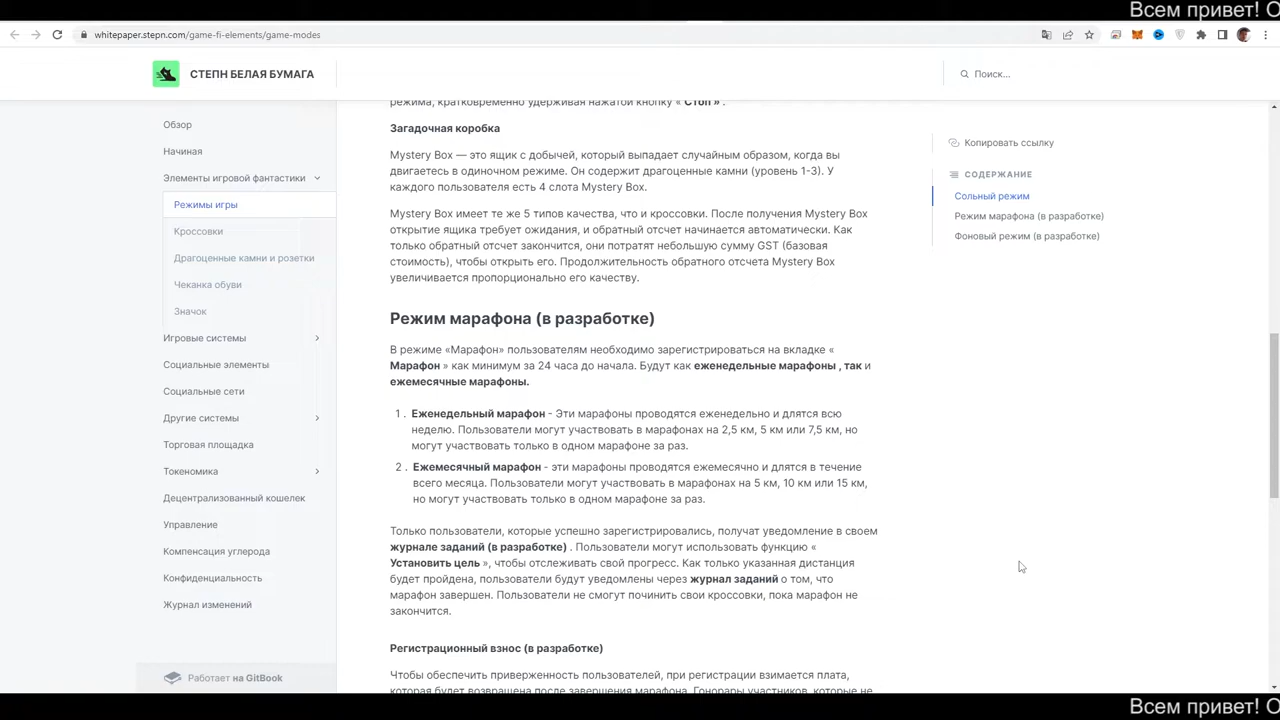 Всем привет! О
whitepaper.stepn.com/game-fi-elements/game-modes
СТЕПН БЕЛАЯ БУМАГА
Поиск...
Обзор
Начиная
Элементы игровой фантастики
Режимы игры
Кроссовки
Драгоценные камни и розетки
Чеканка обуви
Значок
Игровые системы
Социальные элементы
Социальные сети
Другие системы
Торговая площадка
Токеномика
Децентрализованный кошелек
Управление
Компенсация углерода
Конфиденциальность
Журнал изменений
Работает на GitBook
режима, кратковременно удерживая нажатой кнопку « Стоп » .
Загадочная коробка
Mystery Box — это ящик с добычей, который выпадает случайным образом, когда вы
двигаетесь в одиночном режиме. Он содержит драгоценные камни (уровень 1-3). У
каждого пользователя есть 4 слота Mystery Box.
Mystery Box имеет те же 5 типов качества, что и кроссовки. После получения Mystery Box
открытие ящика требует ожидания, и обратный отсчет начинается автоматически. Как
только обратный отсчет закончится, они потратят небольшую сумму GST (базовая
стоимость), чтобы открыть его. Продолжительность обратного отсчета Mystery Box
увеличивается пропорционально его качеству.
Режим марафона (в разработке)
В режиме «Марафон» пользователям необходимо зарегистрироваться на вкладке «
Марафон » как минимум за 24 часа до начала. Будут как еженедельные марафоны , так и
ежемесячные марафоны.
1. Еженедельный марафон - Эти марафоны проводятся еженедельно и длятся всю
неделю. Пользователи могут участвовать в марафонах на 2,5 км, 5 км или 7,5 км, но
могут участвовать только в одном марафоне за раз.
2. Ежемесячный марафон - эти марафоны проводятся ежемесячно и длятся в течение
всего месяца. Пользователи могут участвовать в марафонах на 5 км, 10 км или 15 км,
но могут участвовать только в одном марафоне за раз.
Только пользователи, которые успешно зарегистрировались, получат уведомление в своем
журнале заданий (в разработке) . Пользователи могут использовать функцию «
Установить цель », чтобы отслеживать свой прогресс. Как только указанная дистанция
будет пройдена, пользователи будут уведомлены через журнал заданий о том, что
марафон завершен. Пользователи не смогут починить свои кроссовки, пока марафон не
закончится.
Регистрационный взнос (в разработке)
Чтобы обеспечить приверженность пользователей, при регистрации взимается плата,
которая будет возвращена после завершения марафона. Гонорары участников, которые не
Копировать ссылку
СОДЕРЖАНИЕ
Сольный режим
Режим марафона (в разработке)
Фоновый режим (в разработке)
Всем привет! О